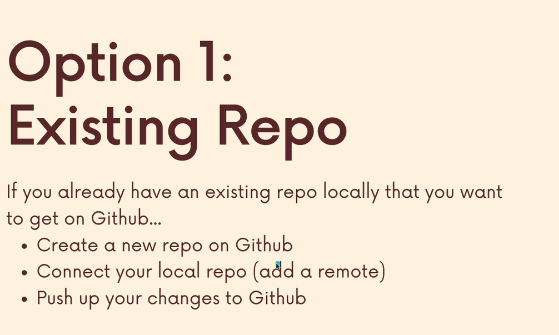 Option 1:
Existing Repo
If you already have an existing repo locally that you want
to get on Github...
• Create a new repo on Github
• Connect your local repo (add a remote)
• Push up your changes to Github